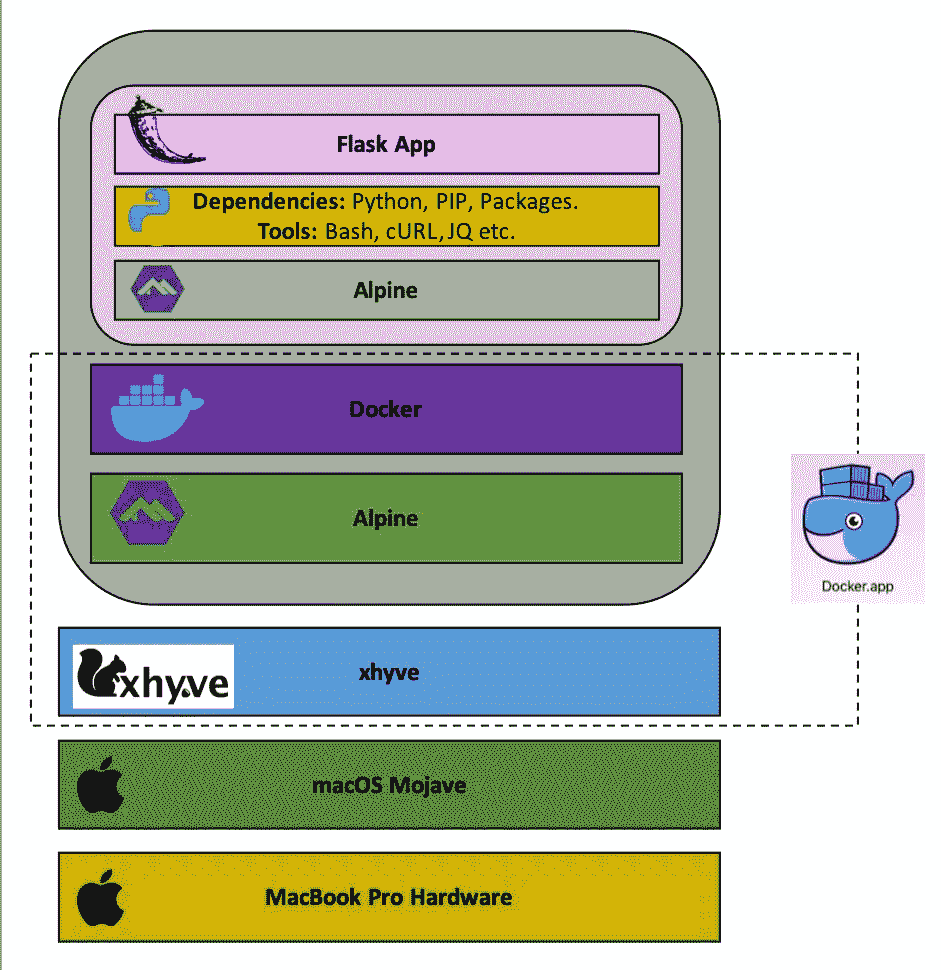 Flask App
Dependencies: Python, PIP, Packages.
Tools: Bash, cURL, JQ etc.
Alpine
Docker
Alpine
Docker.app
xhyve
xhyve
macOS Mojave
MacBook Pro Hardware